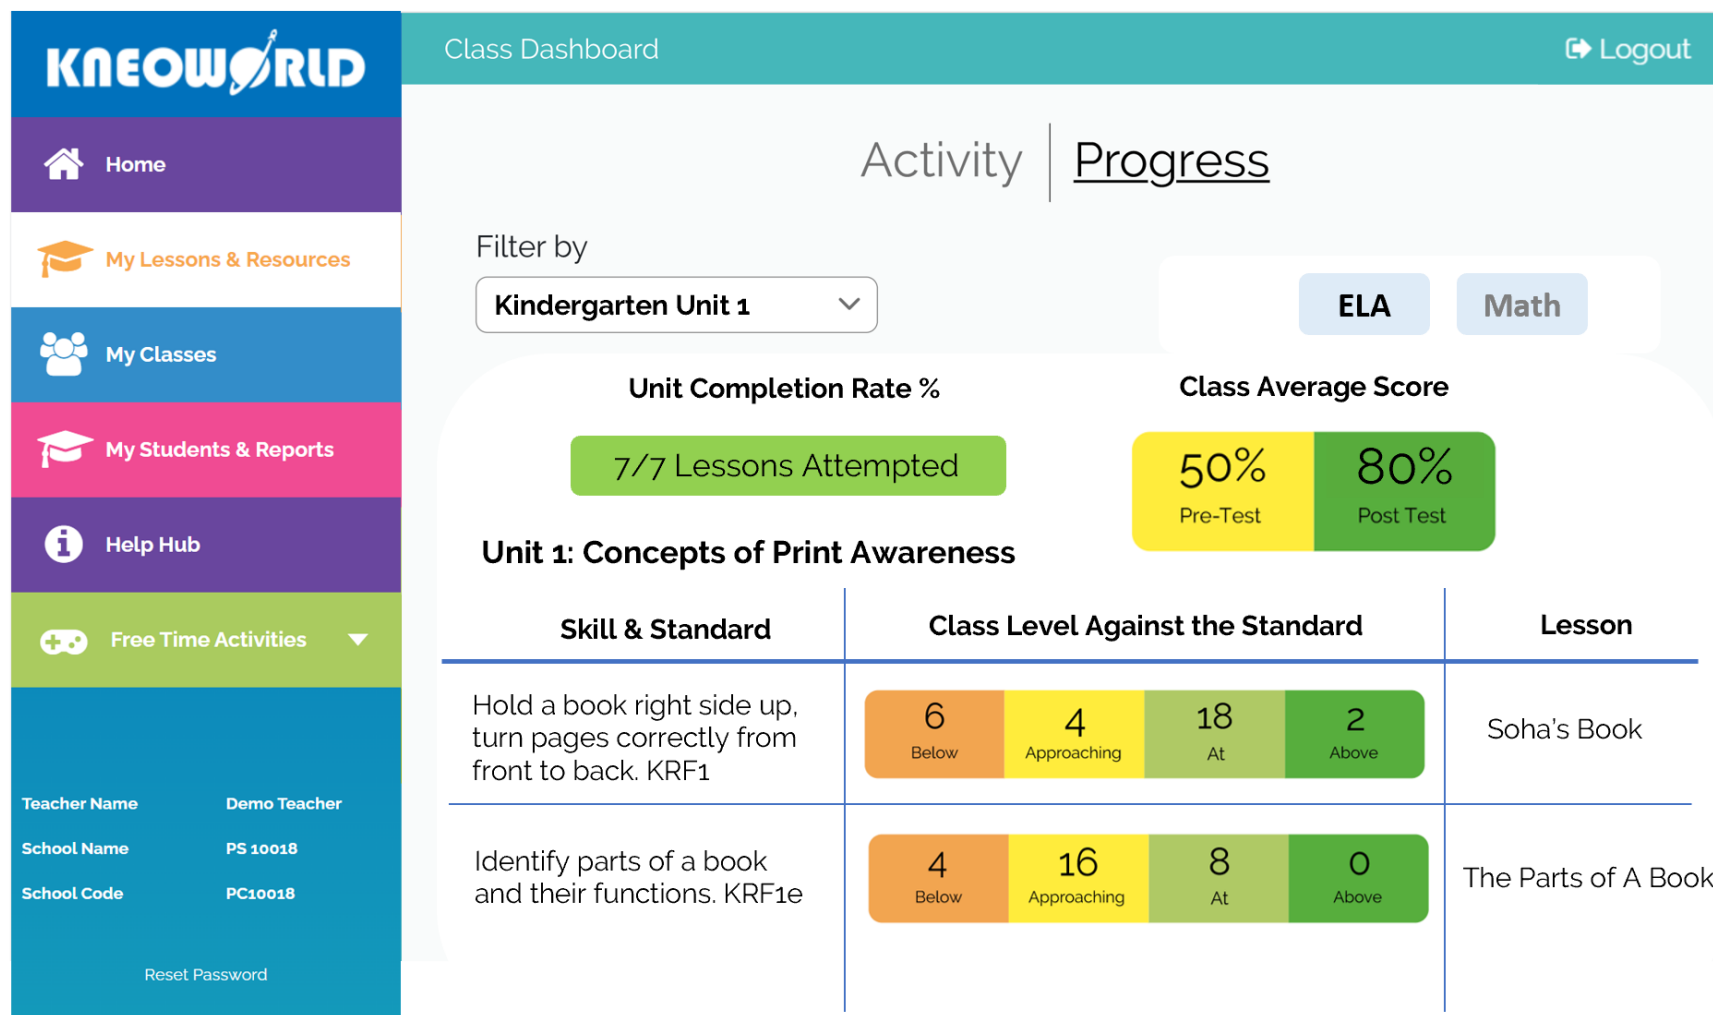 KNEOWORLD
Class Dashboard
Logout
Home
My Lessons & Resources
My Classes
My Students & Reports
Help Hub
Free Time Activities
Teacher Name Demo Teacher
School Name PS 10018
School Code PC10018
Reset Password
Activity Progress
Filter by
Kindergarten Unit 1
ELA Math
Unit Completion Rate % Class Average Score
7/7 Lessons Attempted
50% 80%
Pre-Test Post Test
Unit 1: Concepts of Print Awareness
Skill & Standard Class Level Against the Standard Lesson
Hold a book right side up,
turn pages correctly from
front to back. KRF1
6 4 18 2
Below Approaching At Above
Soha's Book
Identify parts of a book
and their functions. KRF1e
4 16 8 0
Below Approaching At Above
The Parts of A Book